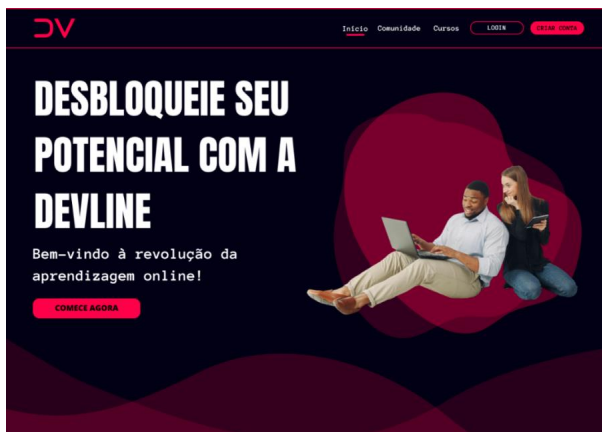 DV
Início Comunidade Cursos LOGIN CRIAR CONTA
DESBLOQUEIE SEU
POTENCIAL COM A
DEVLINE
Bem-vindo à revolução da
aprendizagem online!
COMECE AGORA